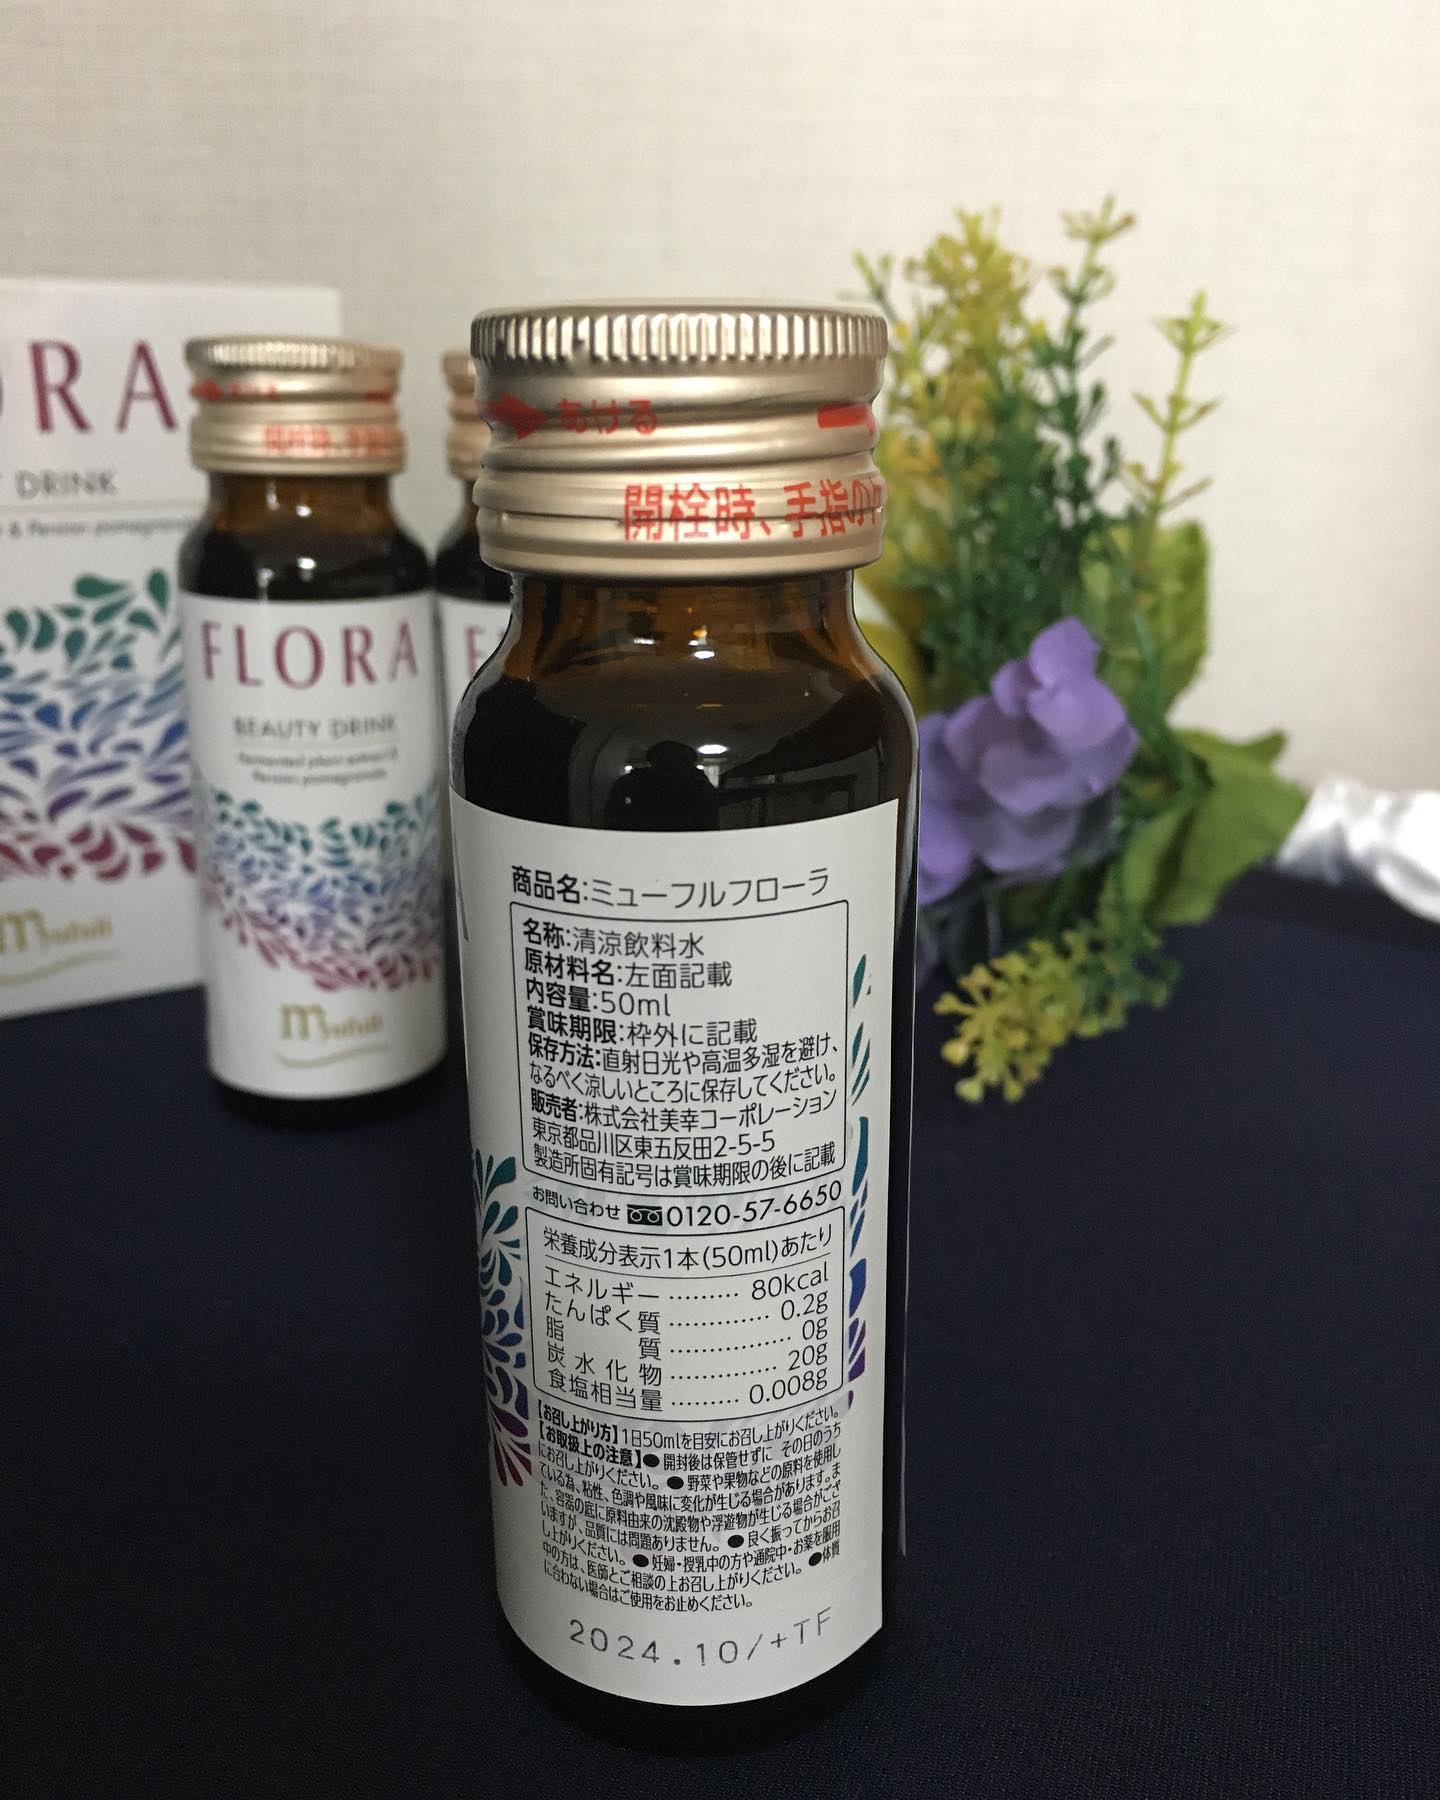 ORA
DRINK
& Persian pomegran
Myufull
あける
FLORA
BEAUTY DRINK
Fermented plant extract &
Persian pomegranate
Myufull
F
あける
開栓時、手指の
商品名:ミューフルフローラ
名称:清涼飲料水
原材料名:左面記載
内容量:50ml
賞味期限:枠外に記載
保存方法:直射日光や高温多湿を避け、
なるべく涼しいところに保存してください。
販売者:株式会社美幸コーポレーション
東京都品川区東五反田2-5-5
製造所固有記号は賞味期限の後に記載
お問い合わせ 0120-57-6650
栄養成分表示1本(50ml)あたり
エネルギー ········· 80kcal
たんぱく質 ············· 0.2g
脂質 ················ 0g
炭水化物 ············· 20g
食塩相当量 ········· 0.008g
【お召し上がり方】1日50mlを目安にお召し上がりください。
【お取扱上の注意】●開封後は保管せずに その日のうち
にお召し上がりください。 ●野菜や果物などの原料を使用し
ている為、粘性、色調や風味に変化が生じる場合があります。ま
た、容器の底に原料由来の沈殿物や浮遊物が生じる場合がござ
いますが、品質には問題ありません。 ●良く振ってからお召
し上がりください。 ●妊婦・授乳中の方や通院中・お薬を服用
中の方は、医師とご相談の上お召し上がりください。 ●体質
に合わない場合はご使用をお止めください。
2024.10/+TF